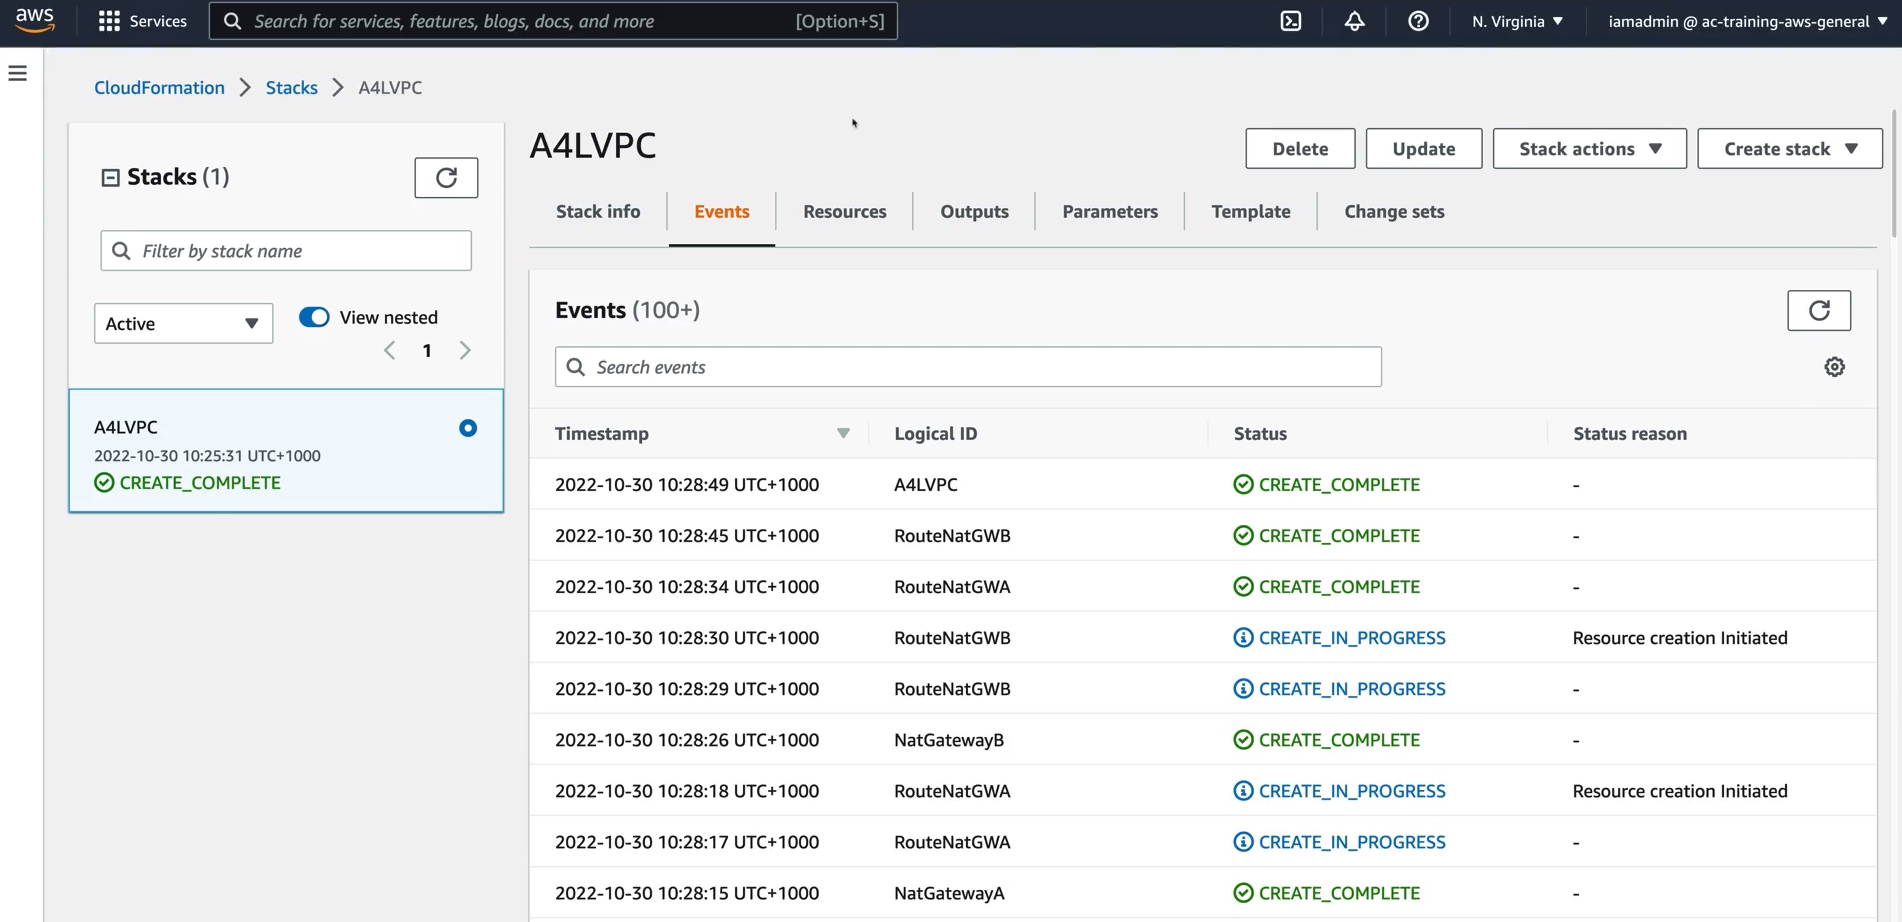 aws Services Search for services, features, blogs, docs, and more [Option+S] N. Virginia iamadmin @ ac-training-aws-general
CloudFormation Stacks A4LVPC
Stacks (1)
Filter by stack name
Active View nested
1
A4LVPC
2022-10-30 10:25:31 UTC+1000
CREATE_COMPLETE
A4LVPC
Delete Update Stack actions Create stack
Stack info Events Resources Outputs Parameters Template Change sets
Events (100+)
Search events
Timestamp Logical ID Status Status reason
2022-10-30 10:28:49 UTC+1000 A4LVPC CREATE_COMPLETE -
2022-10-30 10:28:45 UTC+1000 RouteNatGWB CREATE_COMPLETE -
2022-10-30 10:28:34 UTC+1000 RouteNatGWA CREATE_COMPLETE -
2022-10-30 10:28:30 UTC+1000 RouteNatGWB CREATE_IN_PROGRESS Resource creation Initiated
2022-10-30 10:28:29 UTC+1000 RouteNatGWB CREATE_IN_PROGRESS -
2022-10-30 10:28:26 UTC+1000 NatGatewayB CREATE_COMPLETE -
2022-10-30 10:28:18 UTC+1000 RouteNatGWA CREATE_IN_PROGRESS Resource creation Initiated
2022-10-30 10:28:17 UTC+1000 RouteNatGWA CREATE_IN_PROGRESS -
2022-10-30 10:28:15 UTC+1000 NatGatewayA CREATE_COMPLETE -